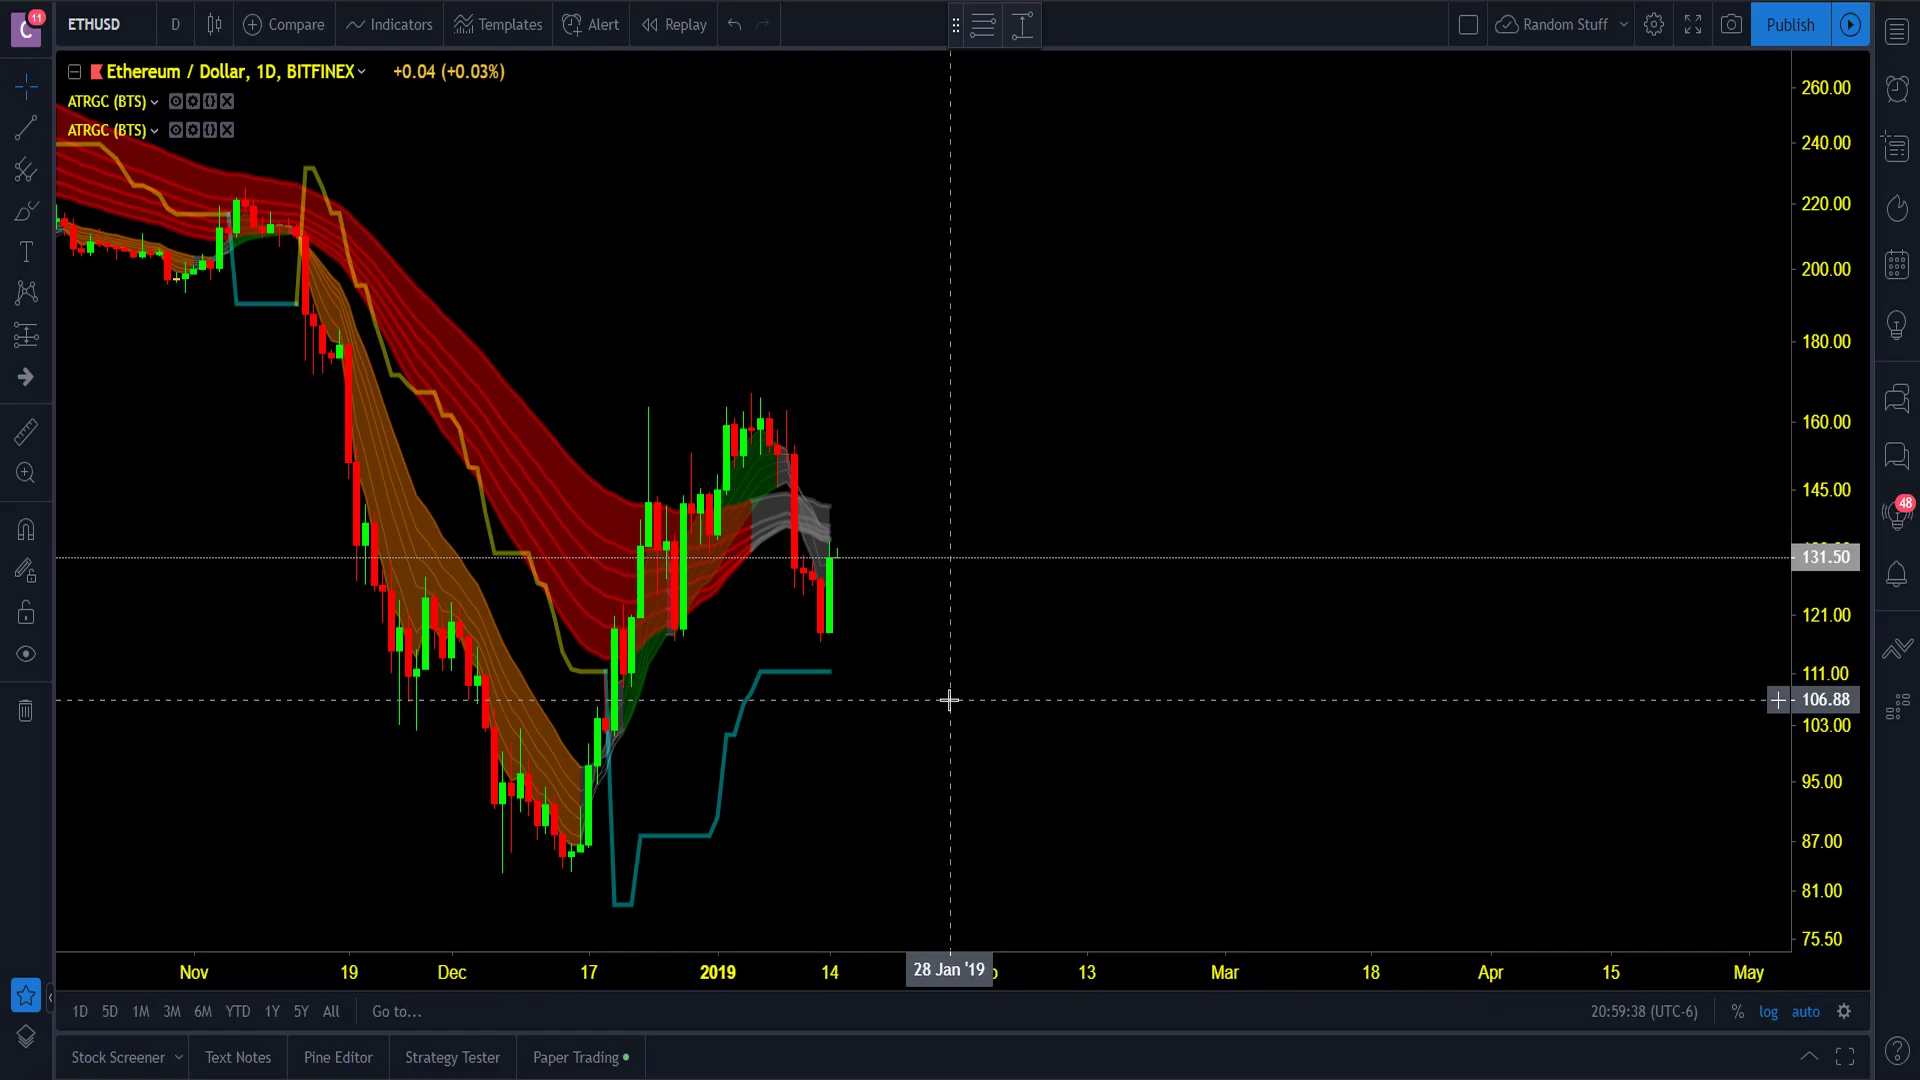 C 11 ETHUSD D Compare Indicators Templates Alert Replay Random Stuff Publish
Ethereum / Dollar, 1D, BITFINEX +0.04 (+0.03%)
ATRGC (BTS)
ATRGC (BTS)
260.00
240.00
220.00
200.00
180.00
160.00
145.00
48
131.50
121.00
111.00
106.88
103.00
95.00
87.00
81.00
75.50
Nov 19 Dec 17 2019 14 28 Jan '19 13 Mar 18 Apr 15 May
1D 5D 1M 3M 6M YTD 1Y 5Y All Go to... 20:59:38 (UTC-6) % log auto
Stock Screener Text Notes Pine Editor Strategy Tester Paper Trading